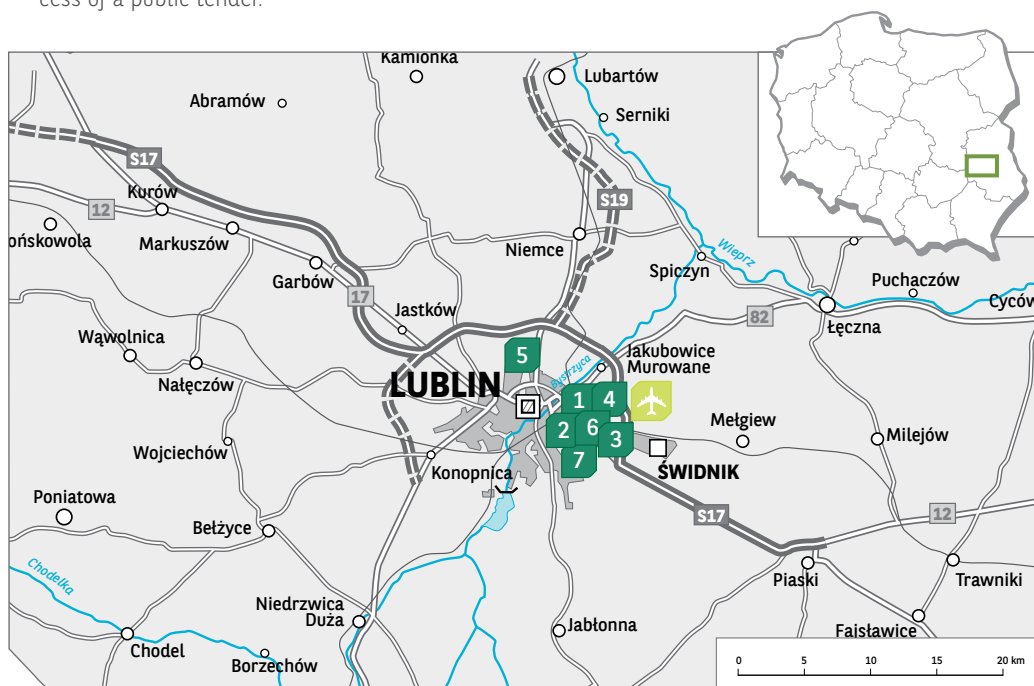 cess of a public tender.
Kamionka
Lubartów
Abramów
Serniki
S17
Kurów
12
S19
ońskowola
Markuszów
Niemce
Wieprz
Spiczyn
Garbów
17
Puchaczów
Cyców
Jastków
82
Łęczna
Wąwolnica
5
Bystrzyca
Jakubowice
Murowane
Nałęczów
LUBLIN
1
4
2
6
3
Mełgiew
Milejów
Wojciechów
7
Konopnica
ŚWIDNIK
Poniatowa
Bełżyce
S17
12
Chodelka
Piaski
Trawniki
Niedrzwica
Duża
Jabłonna
Faisławice
Chodel
Borzechów
0 5 10 15 20 km